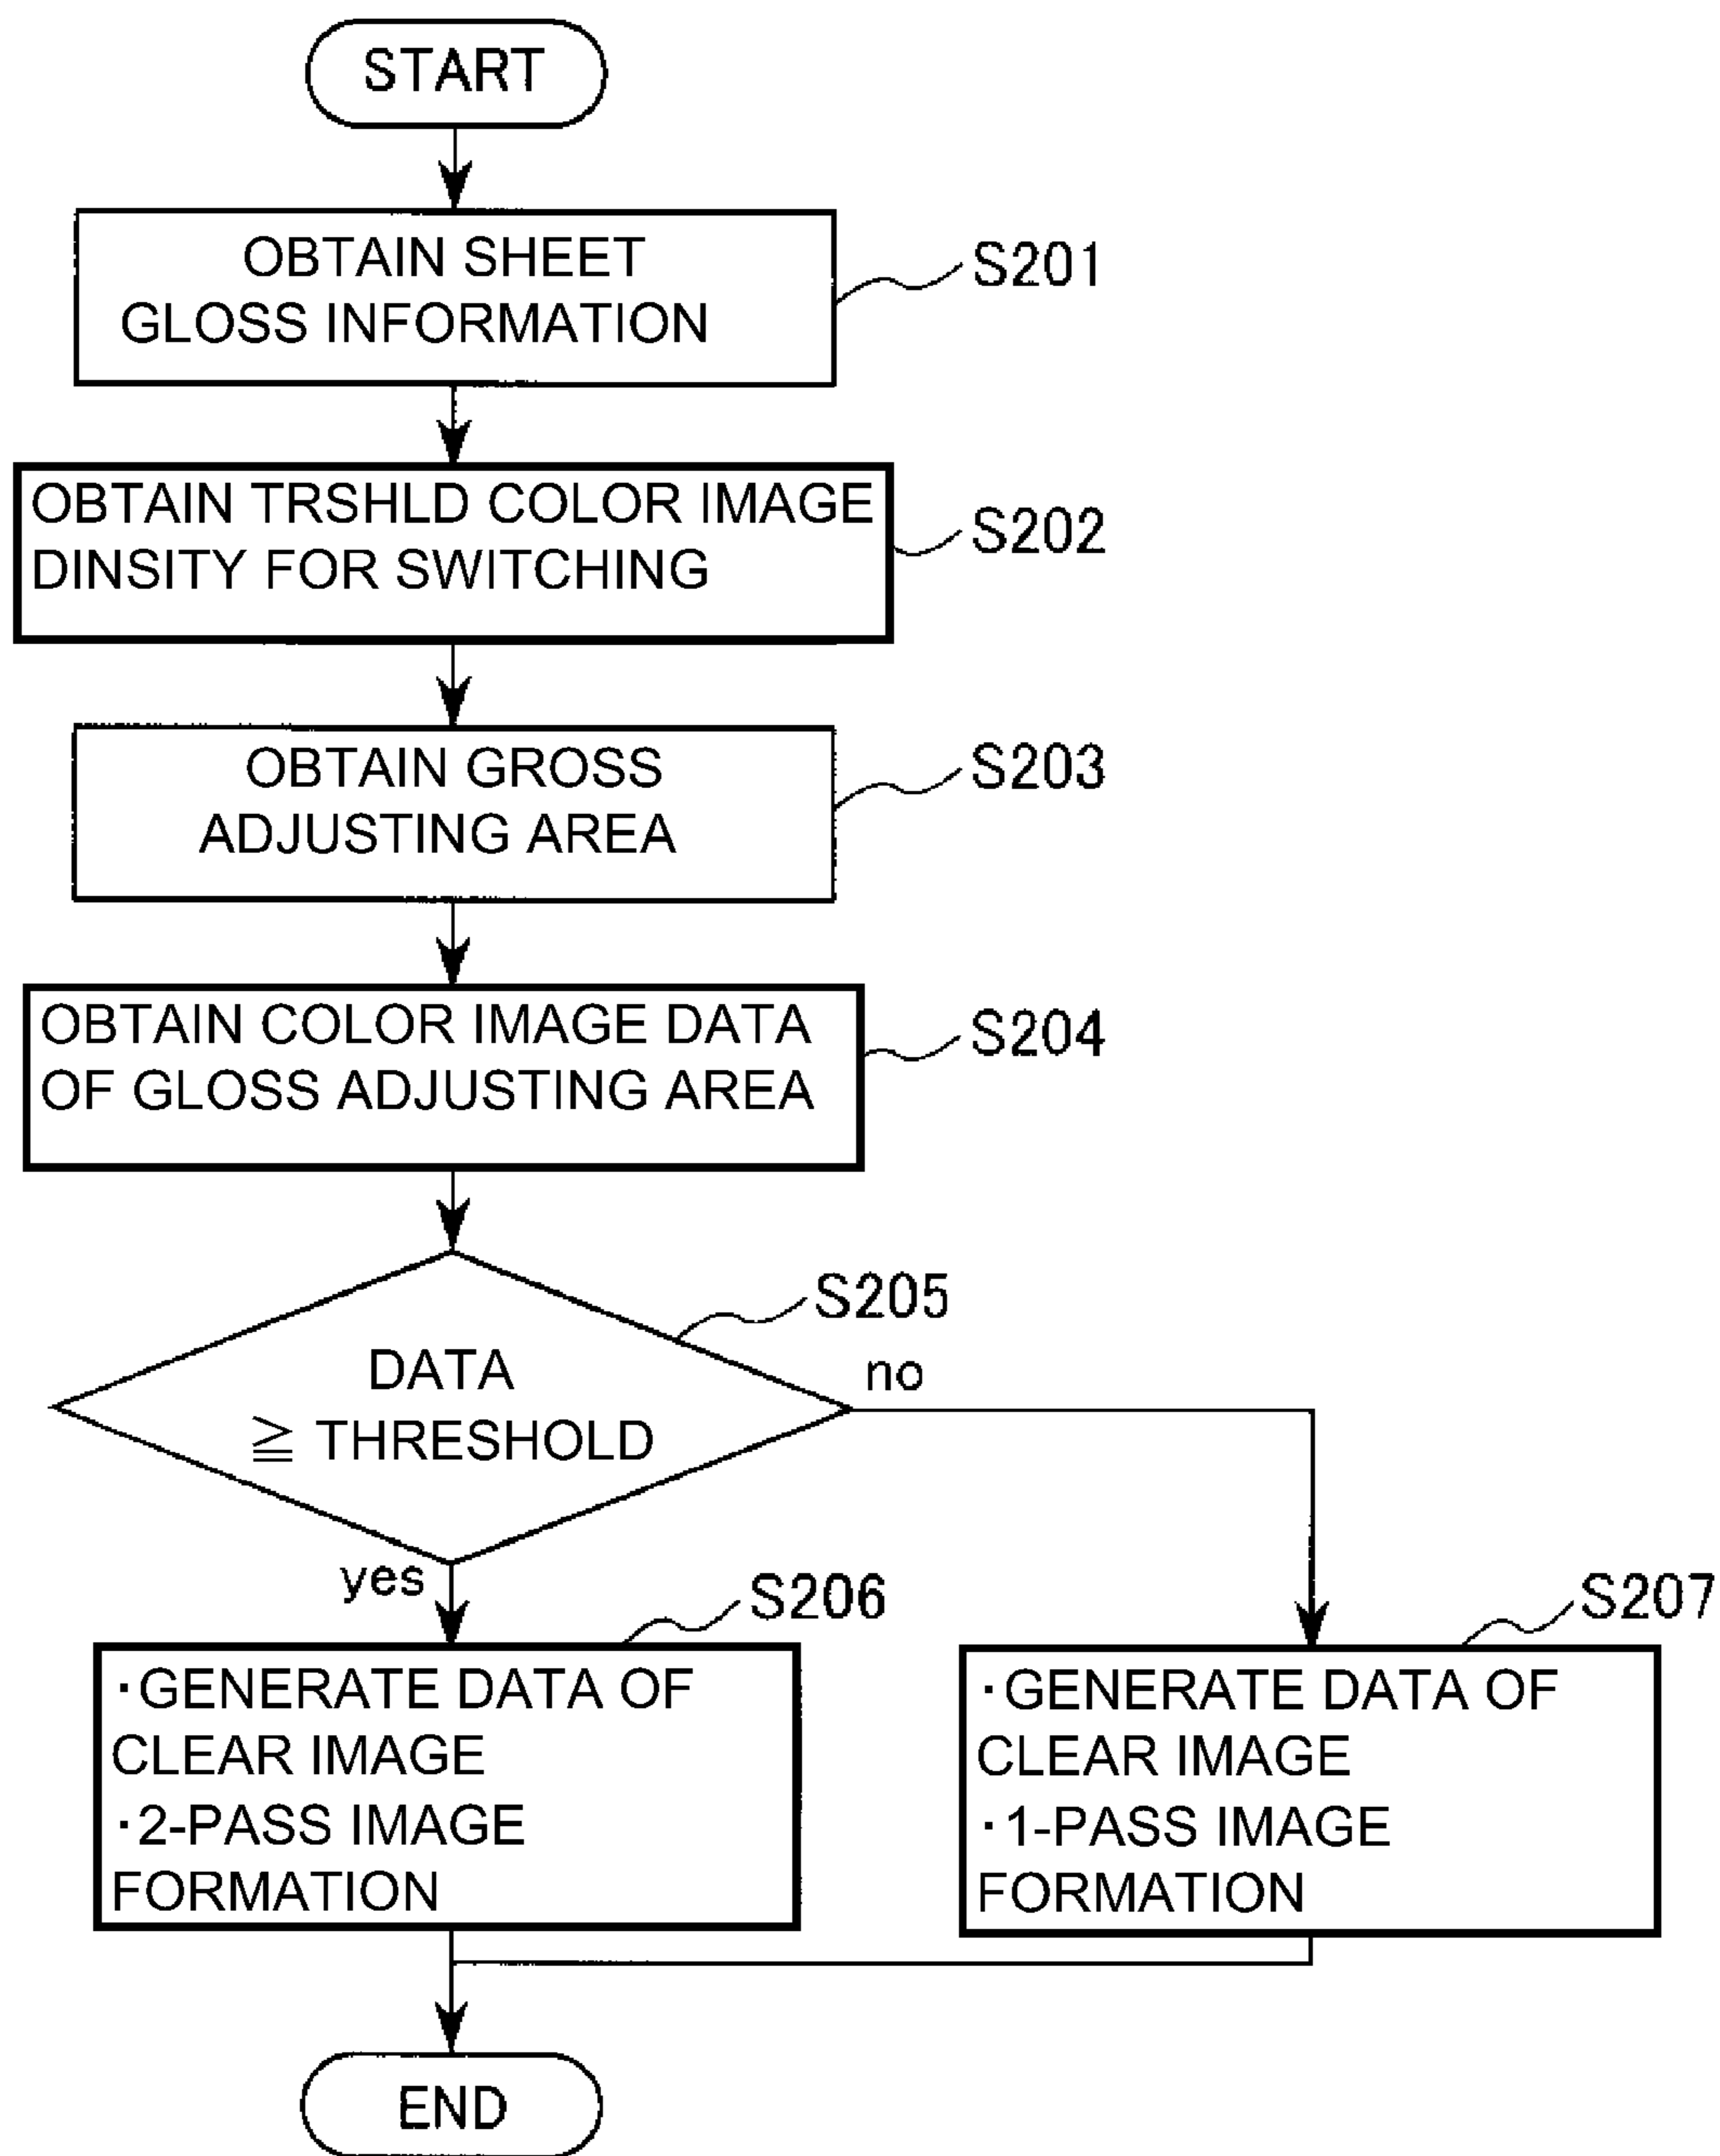 START
OBTAIN SHEET
GLOSS INFORMATION
S201
OBTAIN TRSHLD COLOR IMAGE
DINSITY FOR SWITCHING
S202
OBTAIN GROSS
ADJUSTING AREA
S203
OBTAIN COLOR IMAGE DATA
OF GLOSS ADJUSTING AREA
S204
S205
DATA
≧ THRESHOLD
no
yes
S206
・GENERATE DATA OF
CLEAR IMAGE
・2-PASS IMAGE
FORMATION
S207
・GENERATE DATA OF
CLEAR IMAGE
・1-PASS IMAGE
FORMATION
END